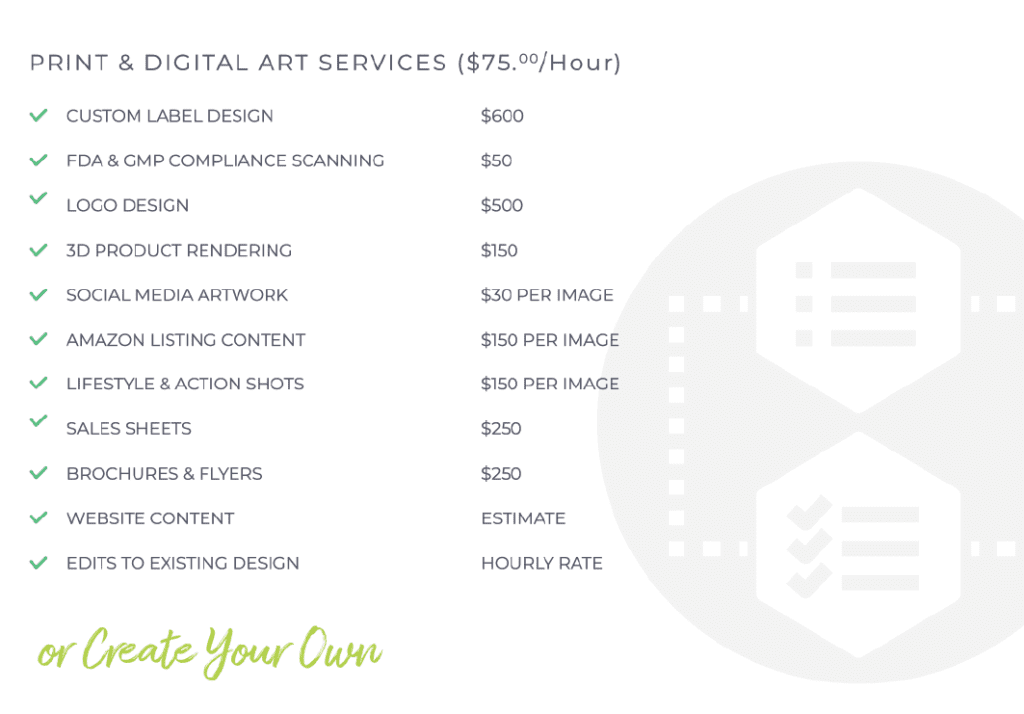 PRINT & DIGITAL ART SERVICES ($75.⁰⁰/Hour)
CUSTOM LABEL DESIGN $600
FDA & GMP COMPLIANCE SCANNING $50
LOGO DESIGN $500
3D PRODUCT RENDERING $150
SOCIAL MEDIA ARTWORK $30 PER IMAGE
AMAZON LISTING CONTENT $150 PER IMAGE
LIFESTYLE & ACTION SHOTS $150 PER IMAGE
SALES SHEETS $250
BROCHURES & FLYERS $250
WEBSITE CONTENT ESTIMATE
EDITS TO EXISTING DESIGN HOURLY RATE
or Create Your Own